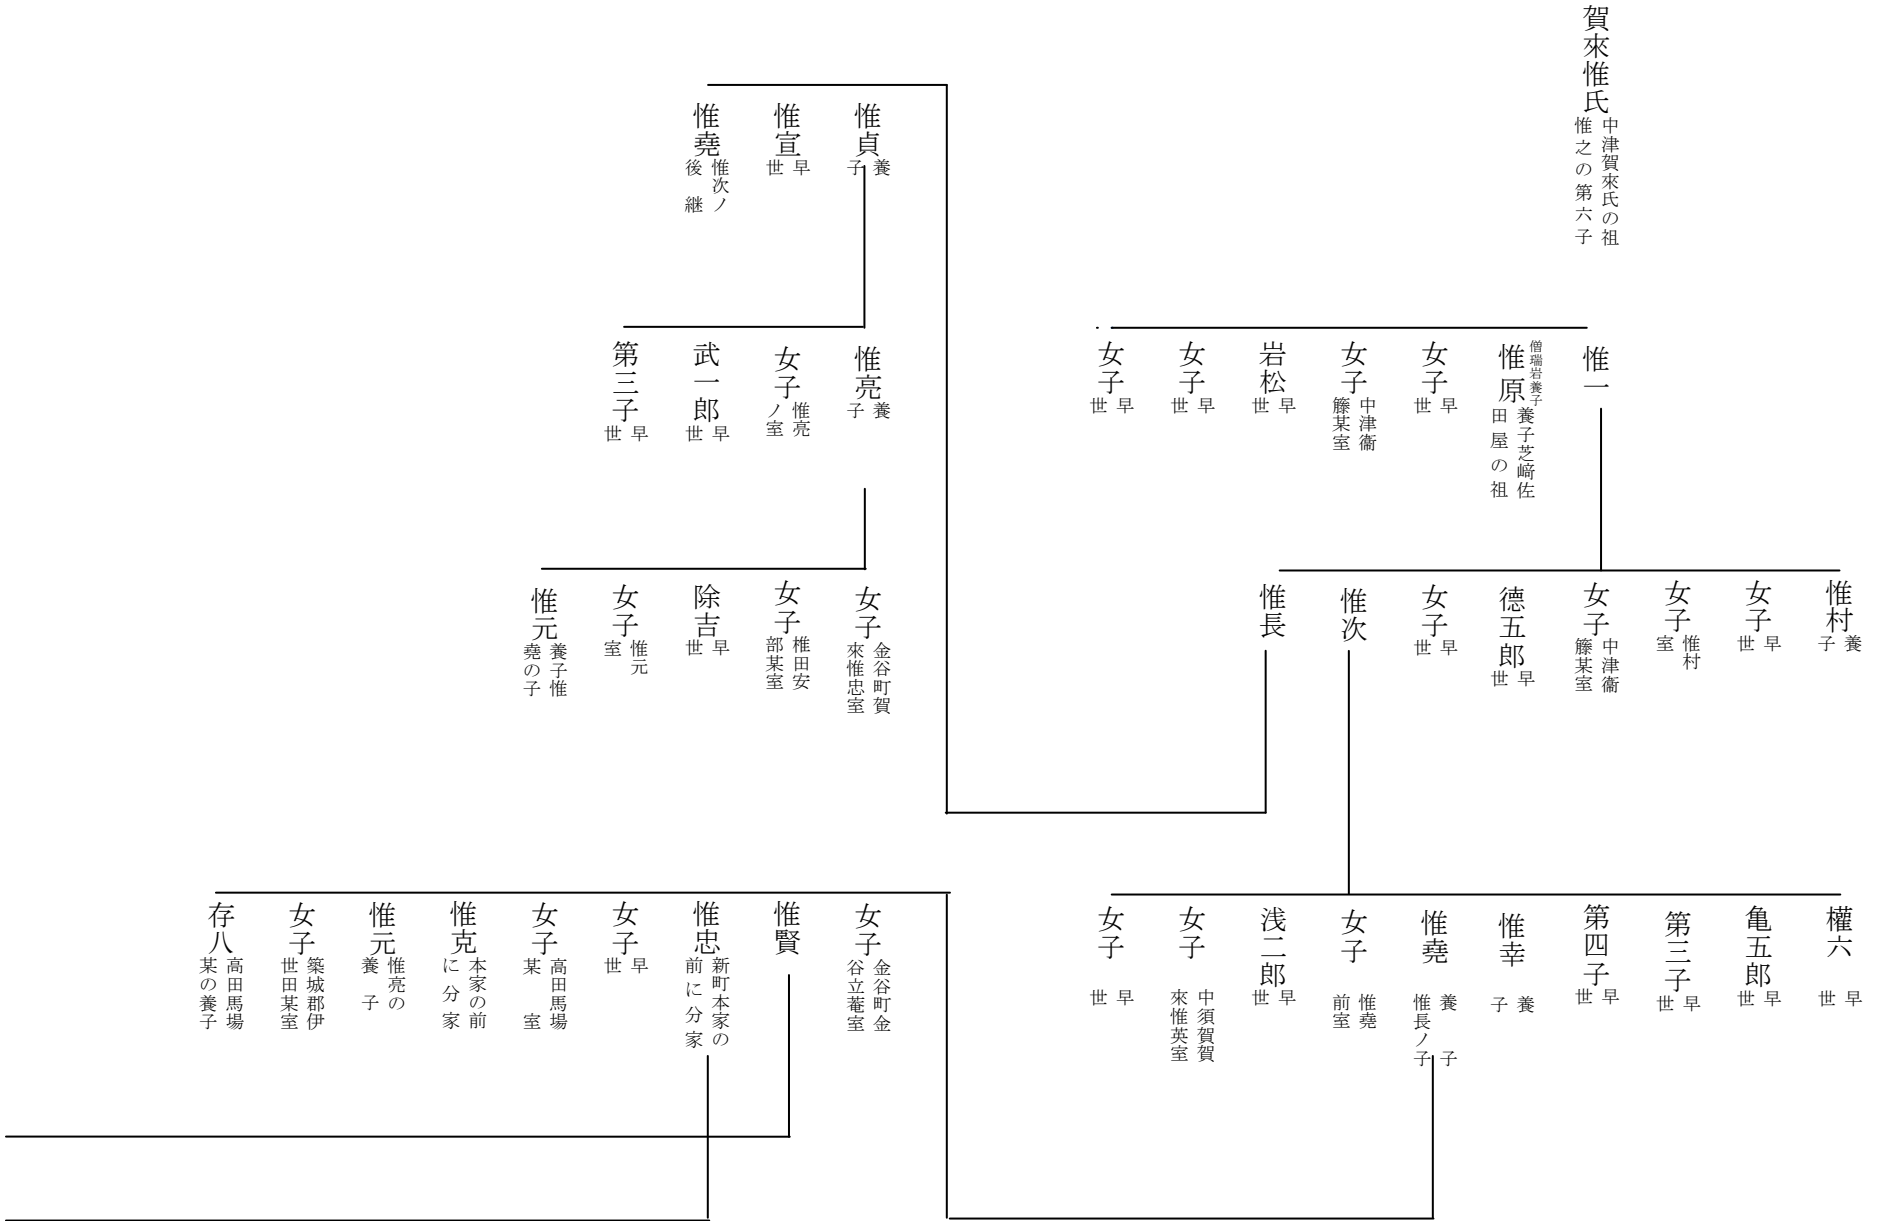 賀來惟氏
中津賀來氏の祖
惟之の第六子
惟一
僧瑞岩養子
惟原
養子芝﨑佐
田屋の祖
女子
早
世
女子
中津衞
籐某室
岩松
早
世
女子
早
世
女子
早
世
惟村
養
子
女子
早
世
女子
惟村
室
女子
中津衞
籐某室
德五郎
早
世
女子
早
世
惟次
惟長
權六
早
世
亀五郎
早
世
第三子
早
世
第四子
早
世
惟幸
養
子
惟堯
養子
惟長ノ子
女子
惟堯
前室
浅二郎
早
世
女子
中須賀賀
來惟英室
女子
早
世
惟貞
養
子
惟宣
早
世
惟堯
惟次ノ
後継
惟亮
養
子
女子
惟亮
ノ室
武一郎
早
世
第三子
早
世
女子
金谷町賀
來惟忠室
女子
椎田安
部某室
除吉
早
世
女子
惟元
室
惟元
養子惟
堯の子
女子
金谷町金
谷立菴室
惟賢
惟忠
新町本家の
前に分家
女子
早
世
女子
高田馬場
某室
惟克
本家の前
に分家
惟元
惟亮の
養子
女子
築城郡伊
世田某室
存八
高田馬場
某の養子